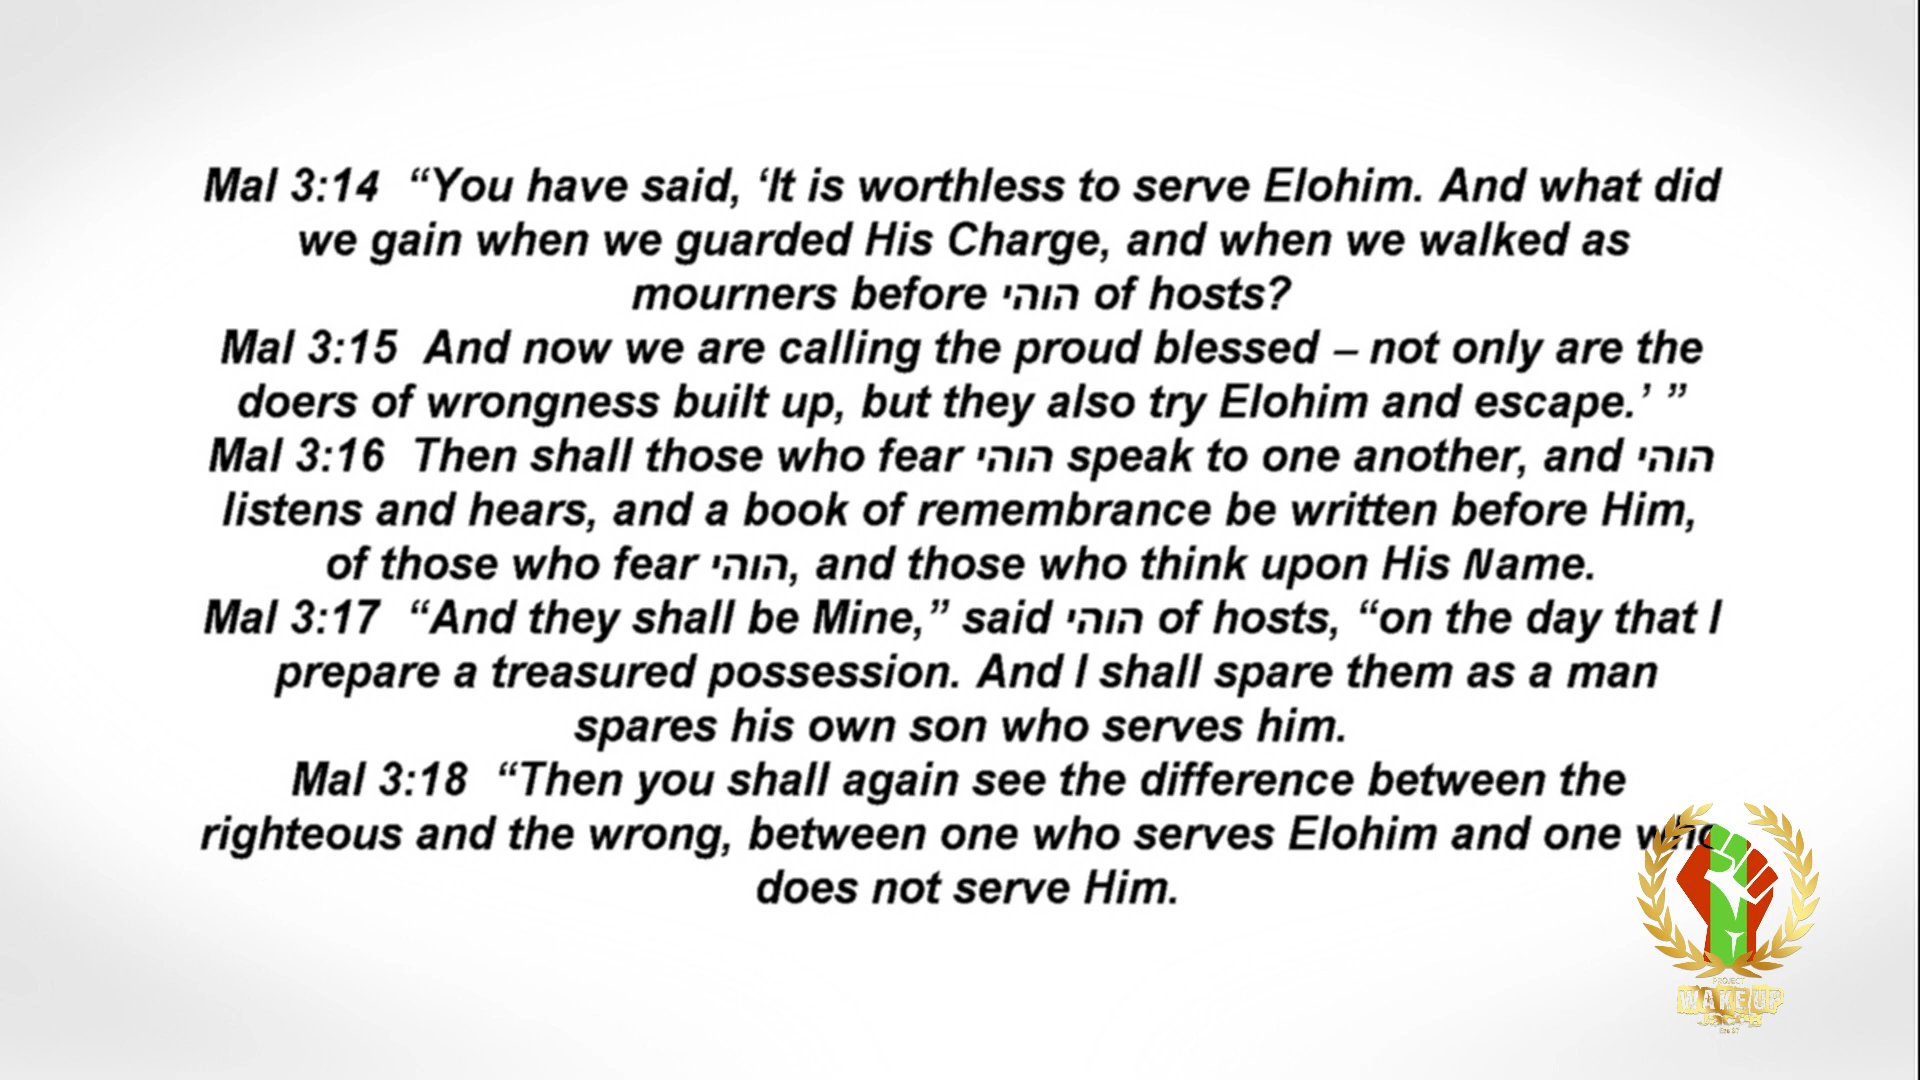 Mal 3:14 “You have said, ‘It is worthless to serve Elohim. And what did
we gain when we guarded His Charge, and when we walked as
mourners before הוהי of hosts?
Mal 3:15 And now we are calling the proud blessed – not only are the
doers of wrongness built up, but they also try Elohim and escape.’ ”
Mal 3:16 Then shall those who fear הוהי speak to one another, and הוהי
listens and hears, and a book of remembrance be written before Him,
of those who fear הוהי, and those who think upon His Name.
Mal 3:17 “And they shall be Mine,” said הוהי of hosts, “on the day that I
prepare a treasured possession. And I shall spare them as a man
spares his own son who serves him.
Mal 3:18 “Then you shall again see the difference between the
righteous and the wrong, between one who serves Elohim and one who
does not serve Him.
PROJECT
WAKE UP
Jacob